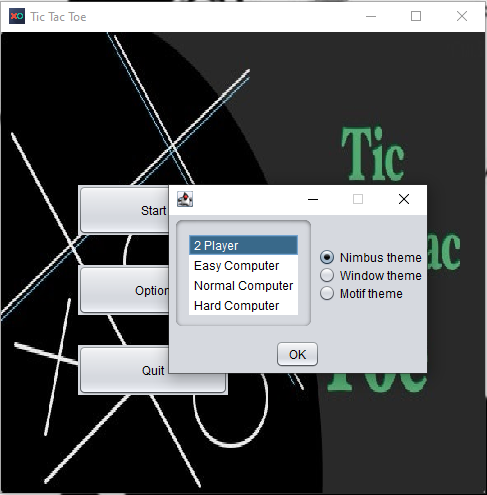 Tic Tac Toe
Tic
ac
Toe
Start
Option
Quit
2 Player
Easy Computer
Normal Computer
Hard Computer
Nimbus theme
Window theme
Motif theme
OK